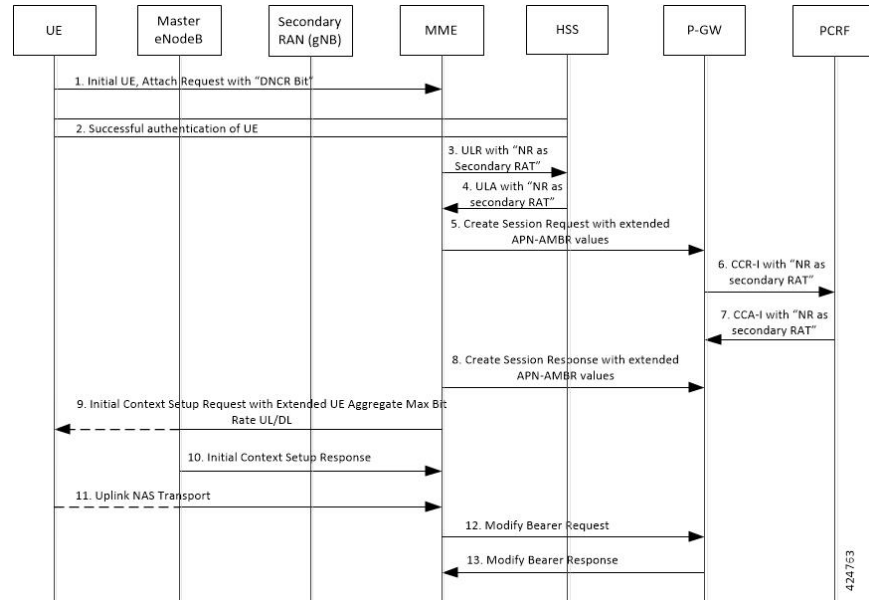 UE
Master
eNodeB
Secondary
RAN (gNB)
MME
HSS
P-GW
PCRF
1. Initial UE, Attach Request with "DNCR Bit"
2. Successful authentication of UE
3. ULR with "NR as
Secondary RAT"
4. ULA with "NR as
secondary RAT"
5. Create Session Request with extended
APN-AMBR values
6. CCR-I with "NR as
secondary RAT"
7. CCA-I with "NR as
secondary RAT"
8. Create Session Response with extended
APN-AMBR values
9. Initial Context Setup Request with Extended UE Aggregate Max Bit
Rate UL/DL
10. Initial Context Setup Response
11. Uplink NAS Transport
12. Modify Bearer Request
13. Modify Bearer Response
424763